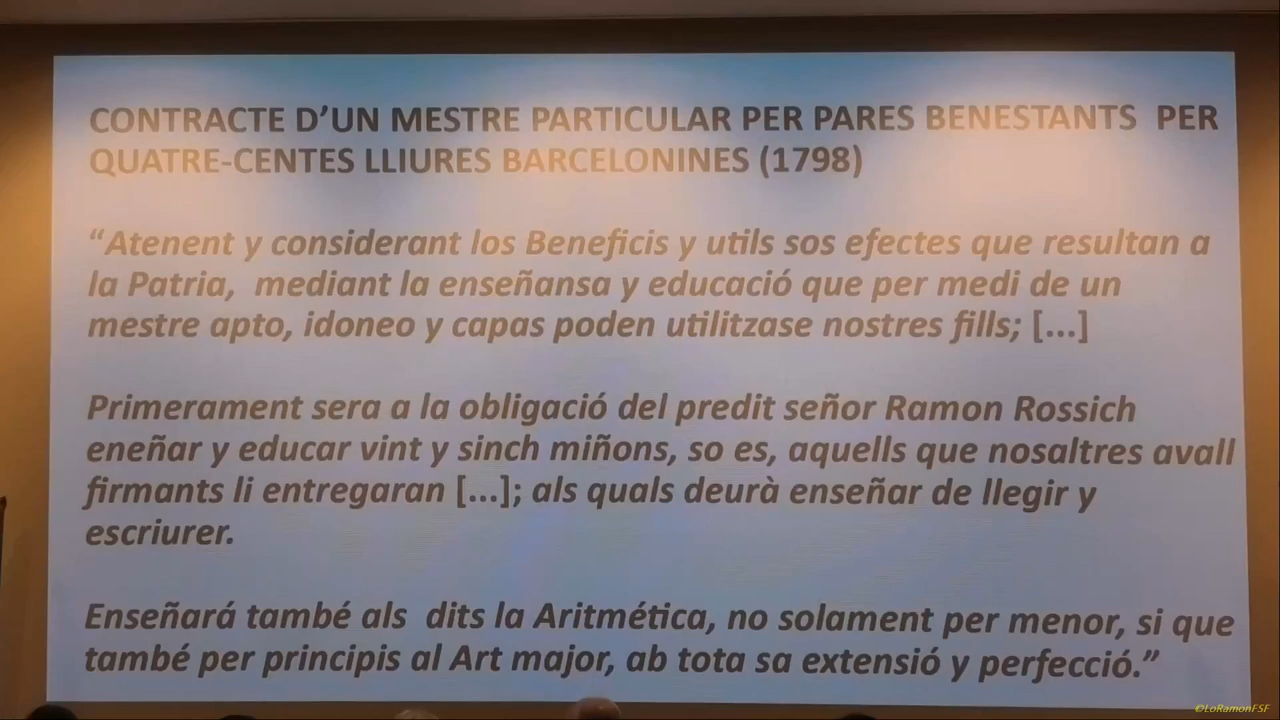 CONTRACTE D’UN MESTRE PARTICULAR PER PARES BENESTANTS PER
QUATRE-CENTES LLIURES BARCELONINES (1798)
“Atenent y considerant los Beneficis y utils sos efectes que resultan a
la Patria, mediant la enseñansa y educació que per medi de un
mestre apto, idoneo y capas poden utilitzase nostres fills; [...]
Primerament sera a la obligació del predit señor Ramon Rossich
eneñar y educar vint y sinch miñons, so es, aquells que nosaltres avall
firmants li entregaran [...]; als quals deurà enseñar de llegir y
escriurer.
Enseñará també als dits la Aritmética, no solament per menor, si que
també per principis al Art major, ab tota sa extensió y perfecció.”
©LoRamonFSF